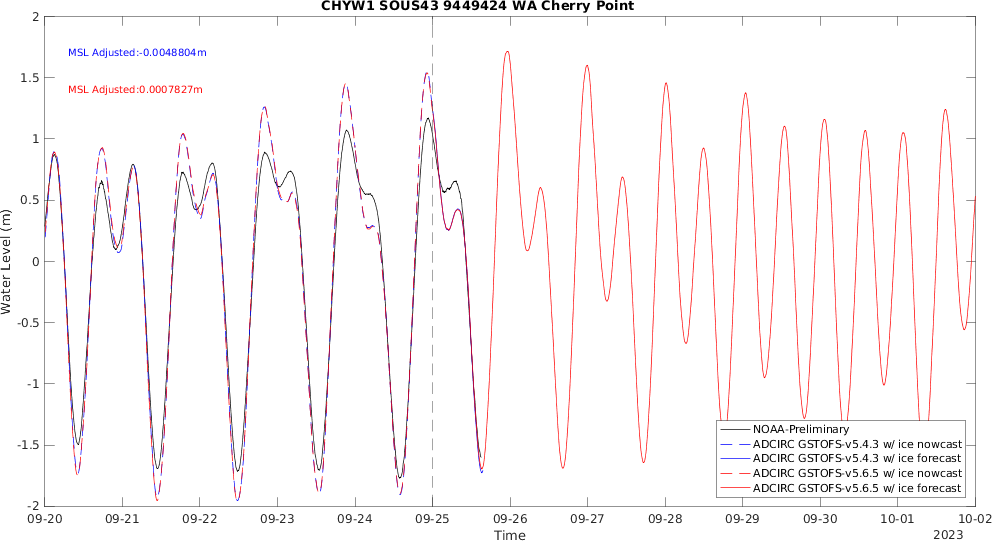 CHYW1 SOUS43 9449424 WA Cherry Point
MSL Adjusted:-0.0048804m
MSL Adjusted:0.0007827m
Water Level (m)
2
1.5
1
0.5
0
-0.5
-1
-1.5
-2
NOAA-Preliminary
ADCIRC GSTOFS-v5.4.3 w/ ice nowcast
ADCIRC GSTOFS-v5.4.3 w/ ice forecast
ADCIRC GSTOFS-v5.6.5 w/ ice nowcast
ADCIRC GSTOFS-v5.6.5 w/ ice forecast
09-20 09-21 09-22 09-23 09-24 09-25 09-26 09-27 09-28 09-29 09-30 10-01 10-02
Time
2023